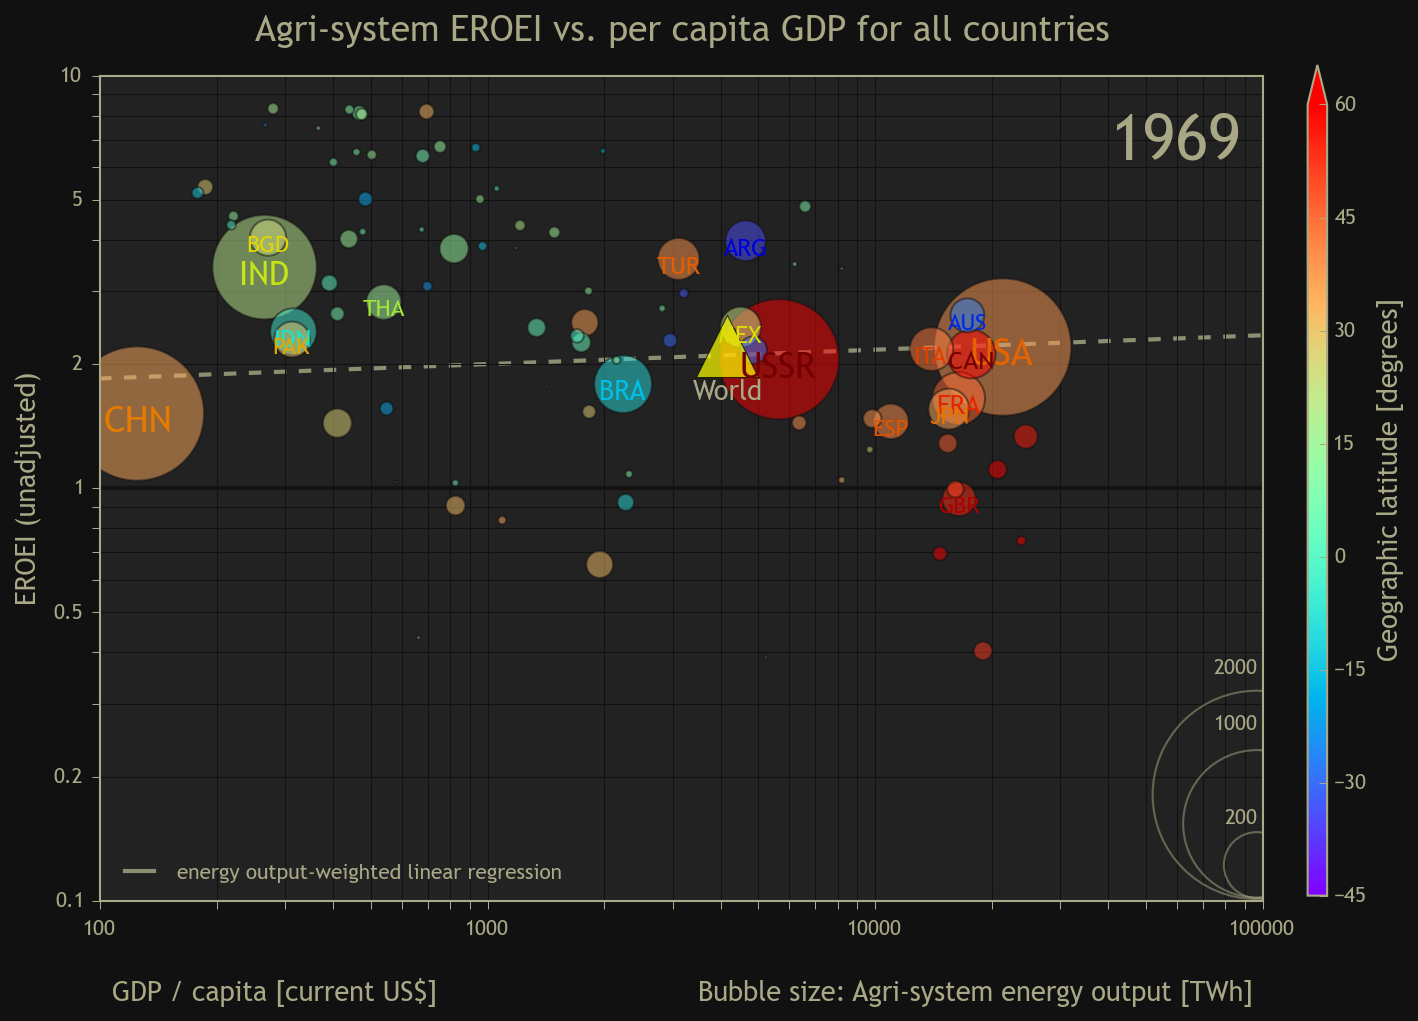 Agri-system EROEI vs. per capita GDP for all countries
1969
10
5
2
1
0.5
0.2
0.1
EROEI (unadjusted)
BGD
IND
THA
IDN
PAK
CHN
BRA
TUR
ARG
MEX
USSR
World
AUS
USA
ITA
CAN
FRA
JPN
ESP
GBR
2000
1000
200
energy output-weighted linear regression
100
1000
10000
100000
GDP / capita [current US$]
Bubble size: Agri-system energy output [TWh]
60
45
30
15
0
−15
−30
−45
Geographic latitude [degrees]